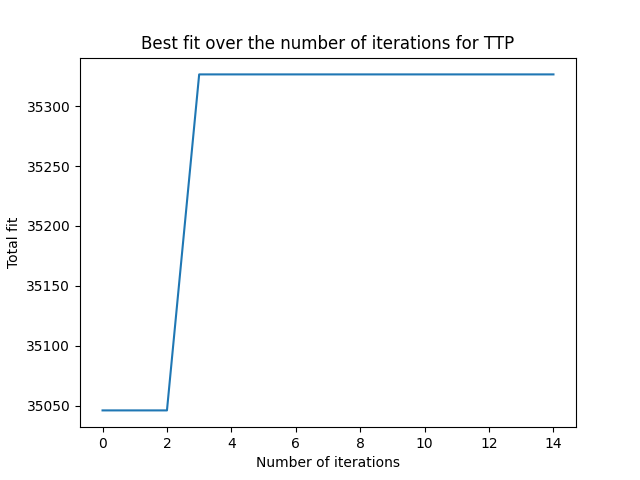 Best fit over the number of iterations for TTP
35300
35250
35200
35150
35100
35050
Total fit
0 2 4 6 8 10 12 14
Number of iterations